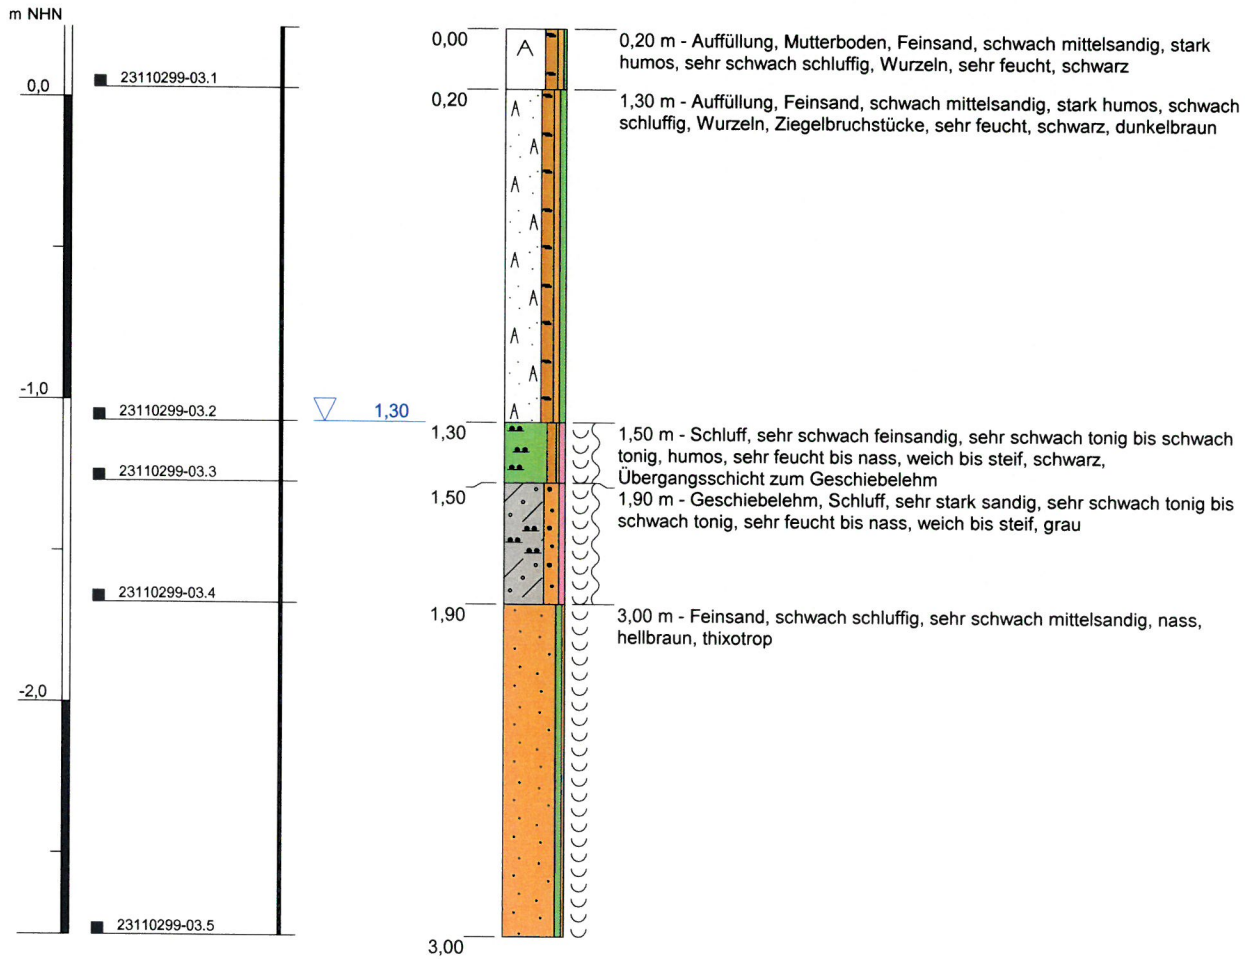 m NHN
0,00
0,20 m - Auffüllung, Mutterboden, Feinsand, schwach mittelsandig, stark
humos, sehr schwach schluffig, Wurzeln, sehr feucht, schwarz
A
23110299-03.1
0,0
0,20
1,30 m - Auffüllung, Feinsand, schwach mittelsandig, stark humos, schwach
schluffig, Wurzeln, Ziegelbruchstücke, sehr feucht, schwarz, dunkelbraun
A
A
A
A
A
A
A
A
A
-1,0
23110299-03.2
1,30
1,30
1,50 m - Schluff, sehr schwach feinsandig, sehr schwach tonig bis schwach
tonig, humos, sehr feucht bis nass, weich bis steif, schwarz,
Übergangsschicht zum Geschiebelehm
23110299-03.3
1,50
1,90 m - Geschiebelehm, Schluff, sehr stark sandig, sehr schwach tonig bis
schwach tonig, sehr feucht bis nass, weich bis steif, grau
23110299-03.4
1,90
3,00 m - Feinsand, schwach schluffig, sehr schwach mittelsandig, nass,
hellbraun, thixotrop
-2,0
23110299-03.5
3,00